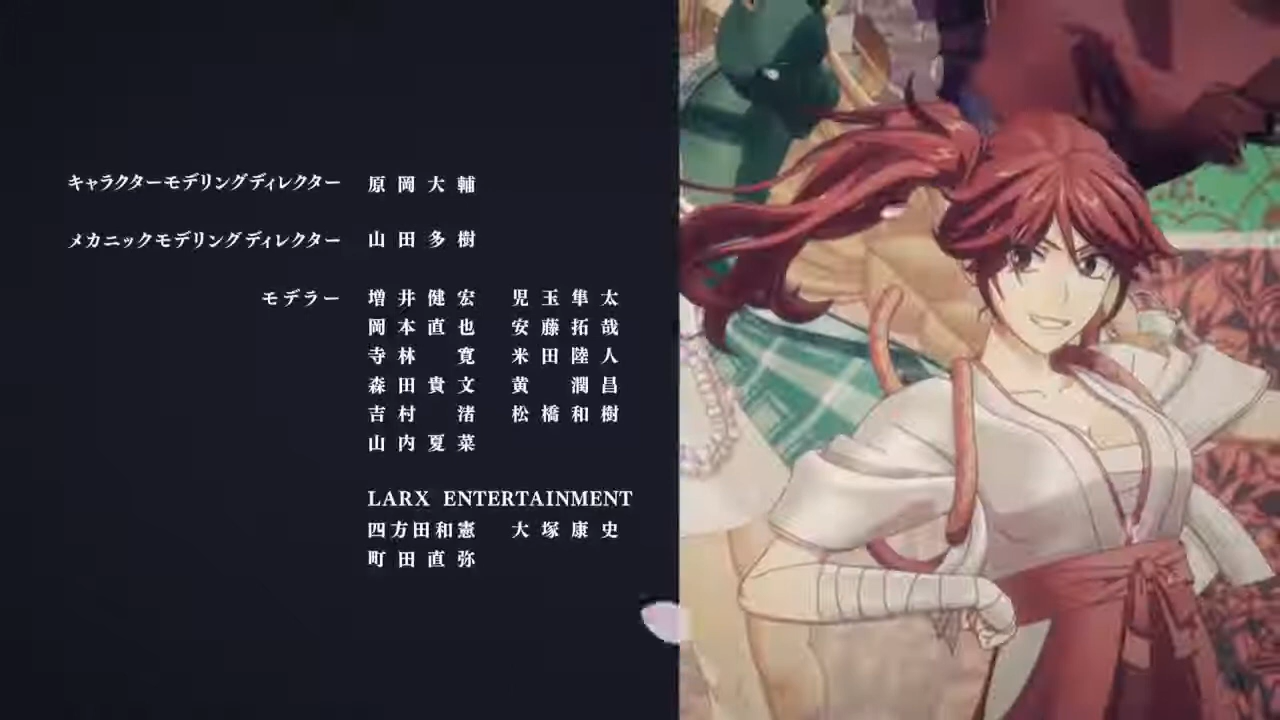 キャラクターモデリングディレクター 原岡大輔
メカニックモデリングディレクター 山田多樹
モデラー 増井健宏 児玉隼太
岡本直也 安藤拓哉
寺林 寛 米田陸人
森田貴文 黄 潤昌
吉村 渚 松橋和樹
山内夏菜
LARX ENTERTAINMENT
四方田和憲 大塚康史
町田直弥